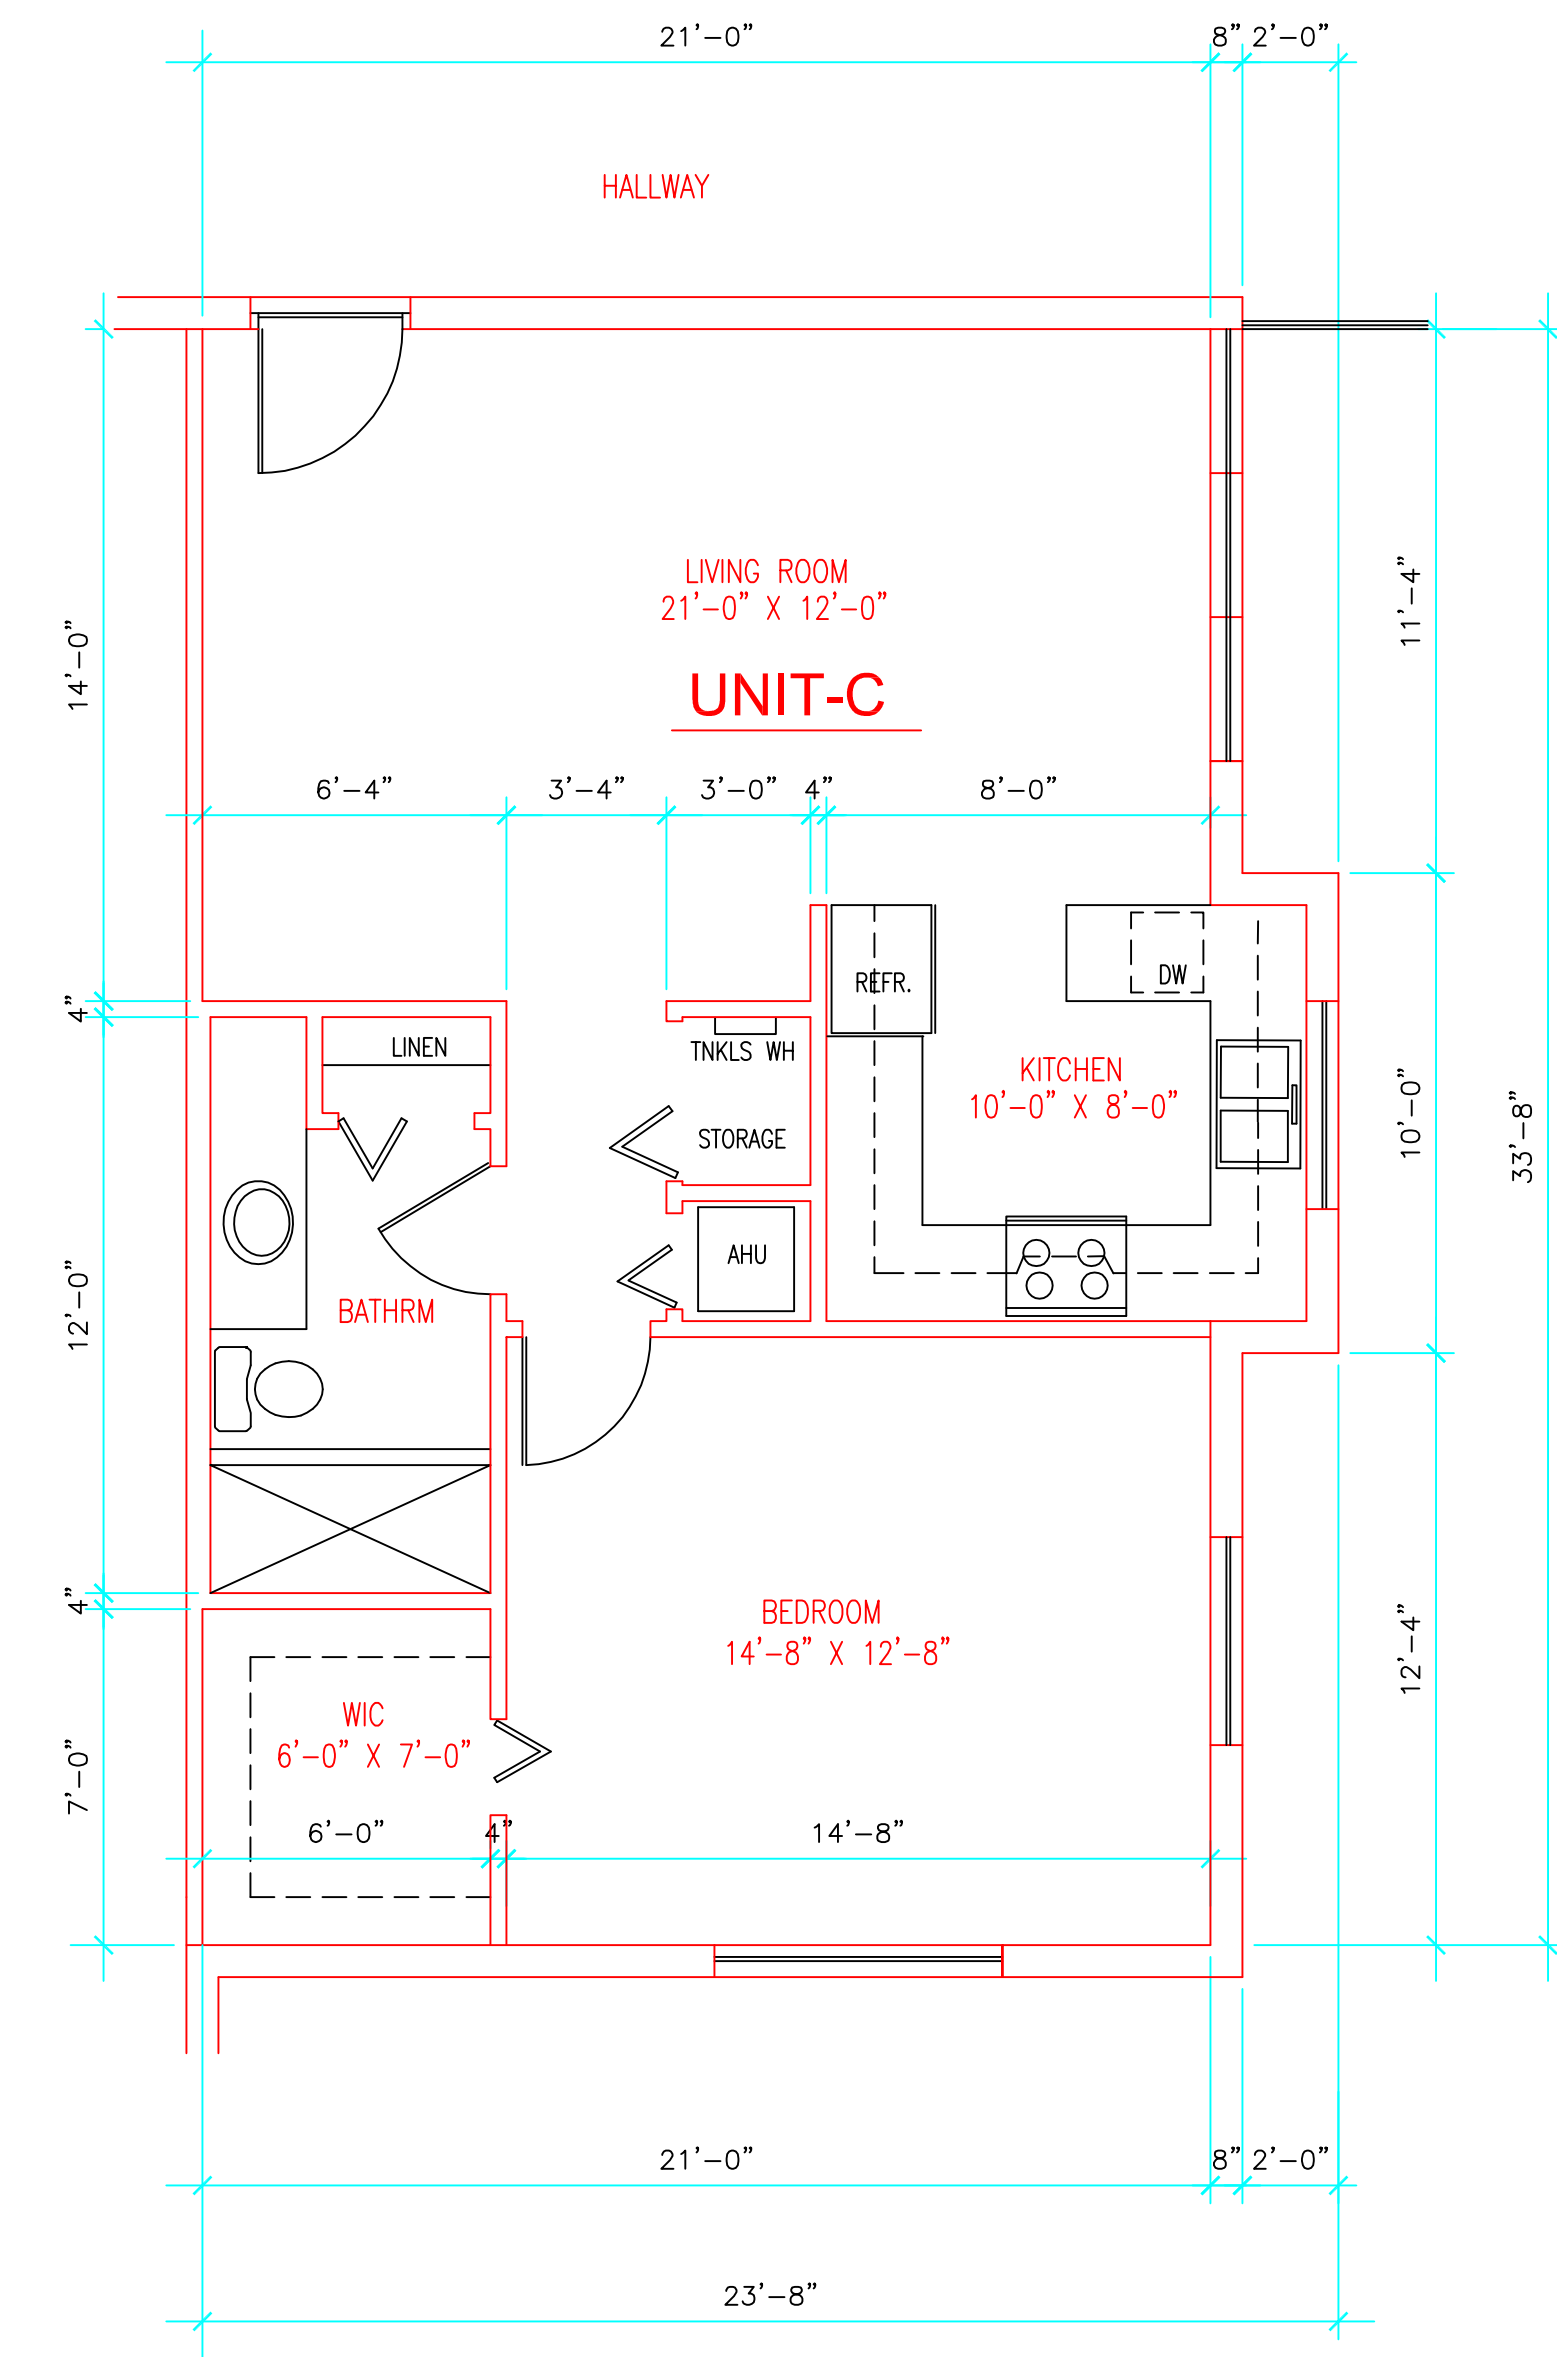 21'-0" 8" 2'-0"
HALLWAY
LIVING ROOM
21'-0" X 12'-0"
UNIT-C
14'-0"
11'-4"
6'-4" 3'-4" 3'-0" 4" 8'-0"
REFR.
DW
4"
LINEN
TNKLS WH
KITCHEN
10'-0" X 8'-0"
10'-0"
33'-8"
STORAGE
AHU
12'-0"
BATHRM
4"
BEDROOM
14'-8" X 12'-8"
12'-4"
WIC
6'-0" X 7'-0"
7'-0"
6'-0" 4" 14'-8"
21'-0" 8" 2'-0"
23'-8"